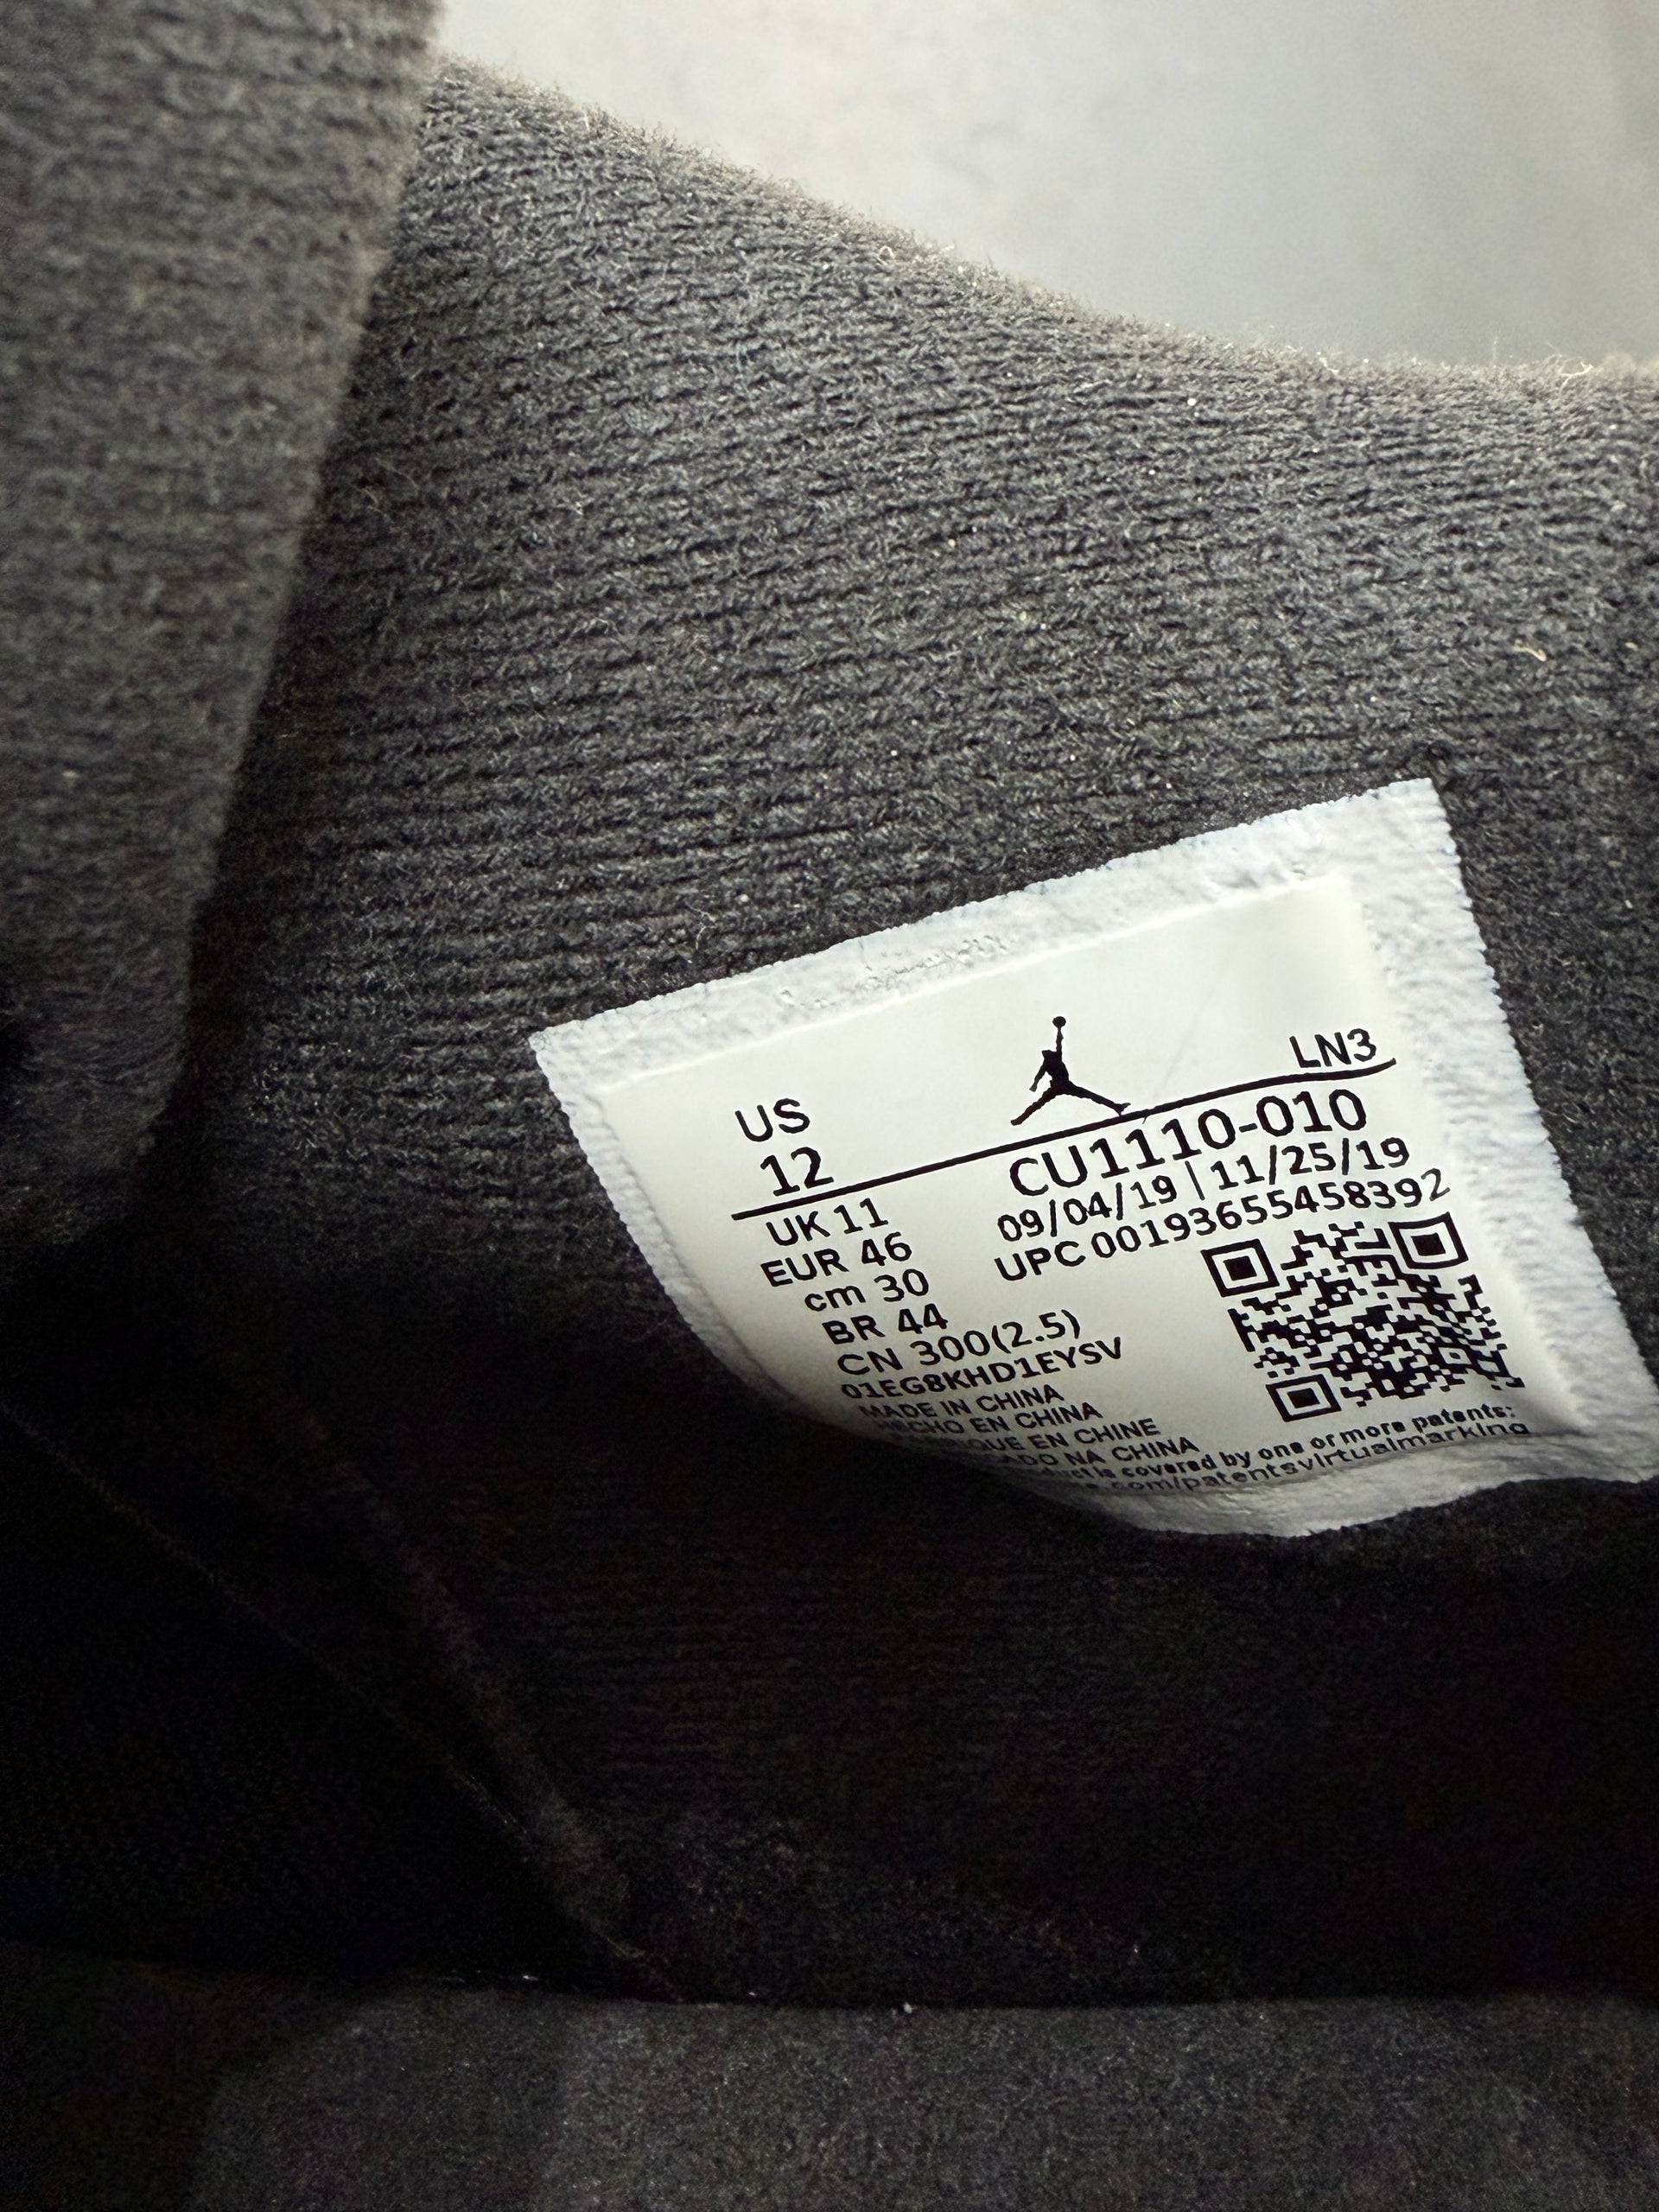 LN3
US
12
CU1110-010
09/04/19 | 11/25/19
UPC 00193655458392
UK 11
EUR 46
cm 30
BR 44
CN 300(2.5)
01EG8KHD1EYSV
MADE IN CHINA
HECHO EN CHINA
EN CHINE
NA CHINA
is covered by one or more patents:
.com/patentsvirtualmarking